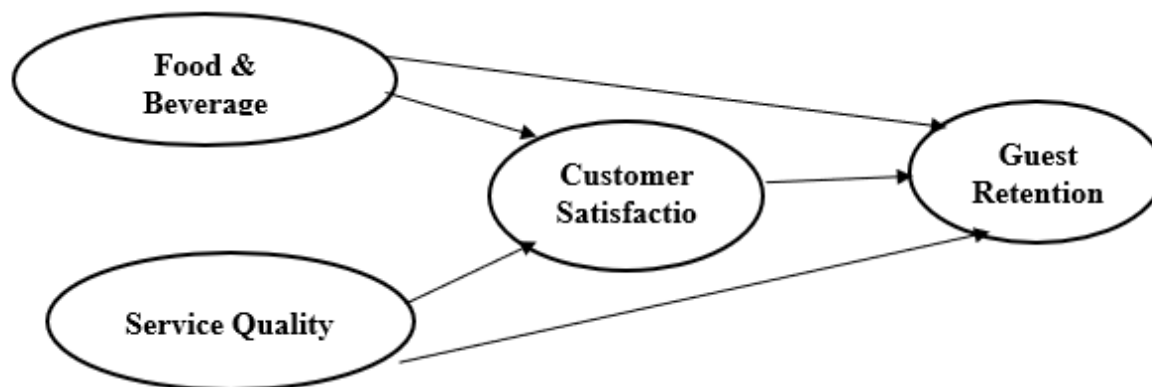 Food &
Beverage
Customer
Satisfactio
Guest
Retention
Service Quality